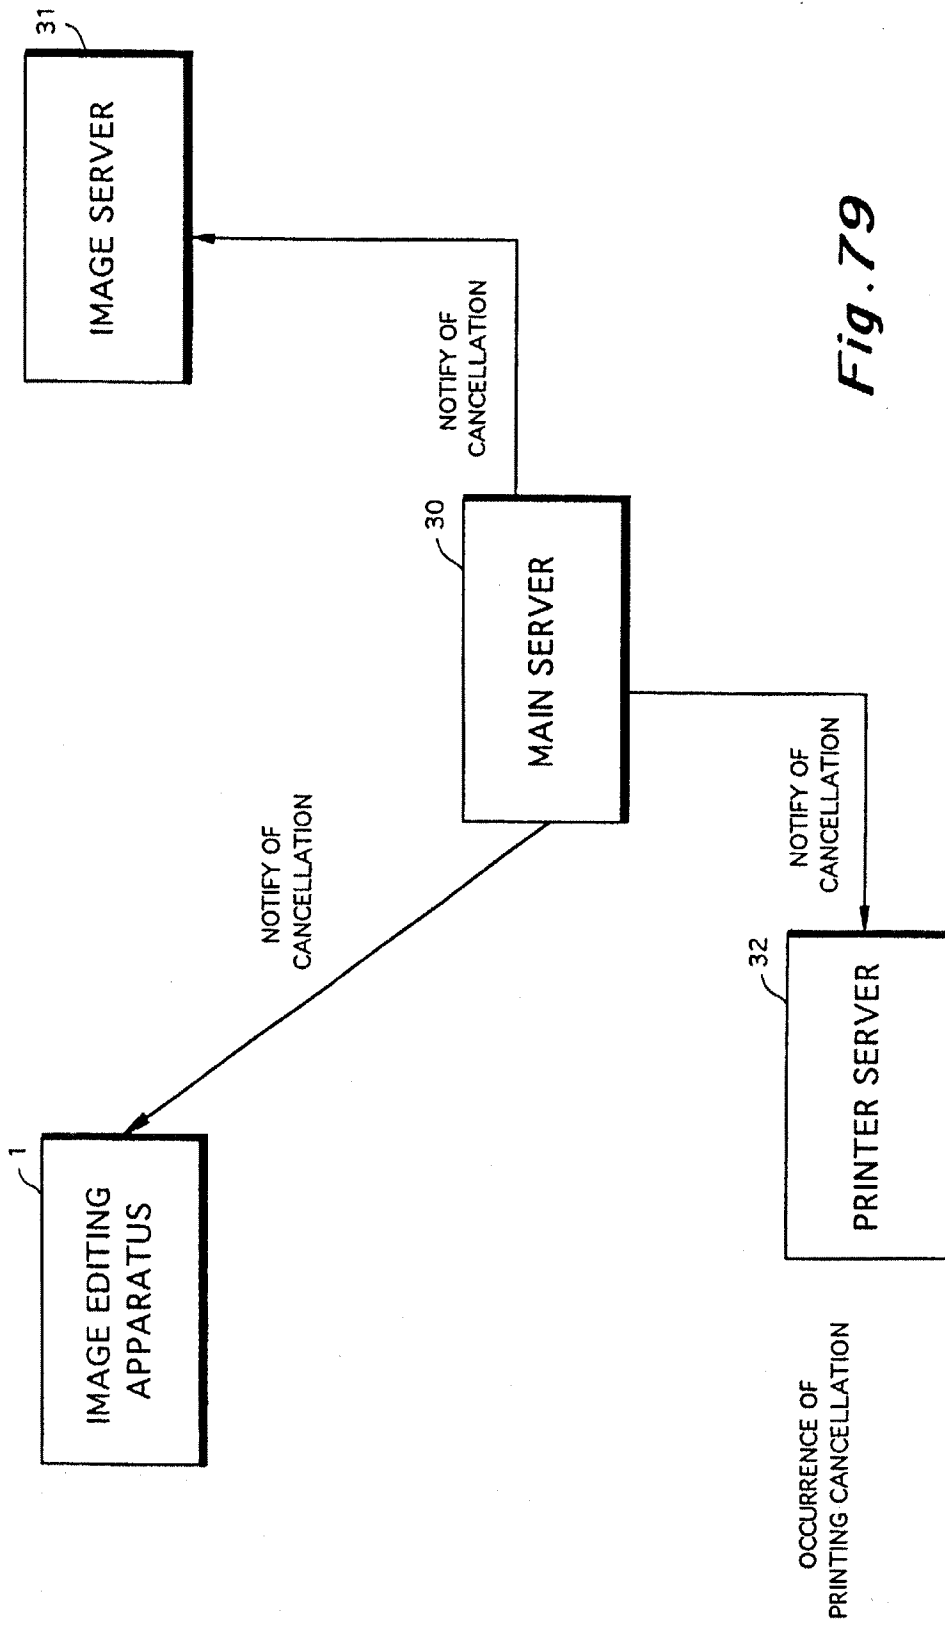 1
IMAGE EDITING
APPARATUS
NOTIFY OF
CANCELLATION
31
IMAGE SERVER
NOTIFY OF
CANCELLATION
30
MAIN SERVER
NOTIFY OF
CANCELLATION
32
PRINTER SERVER
OCCURRENCE OF
PRINTING CANCELLATION
Fig.79